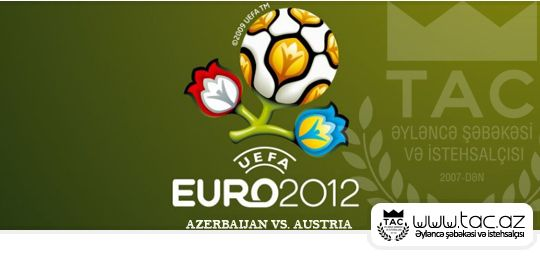 ©2009 UEFA TM
UEFA
EURO2012
AZERBAIJAN VS. AUSTRIA
TAC
ƏYLƏNCƏ ŞƏBƏKƏSİ
VƏ İSTEHSALÇISI
2007-DƏN
TAC
www.tac.az
Əyləncə şəbəkəsi və istehsalçısı